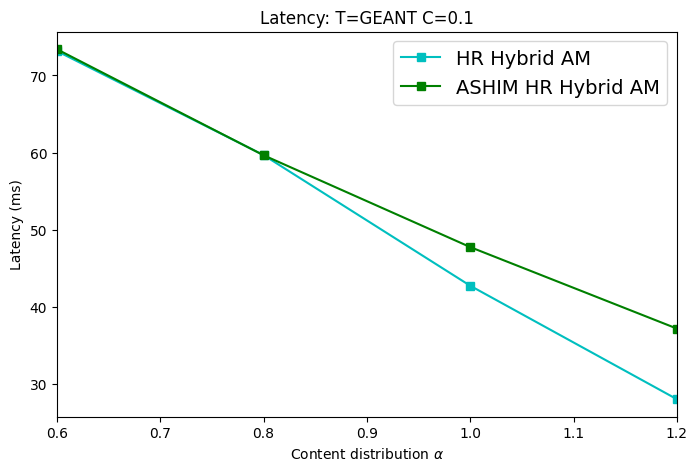 Latency: T=GEANT C=0.1
HR Hybrid AM
ASHIM HR Hybrid AM
Latency (ms)
70
60
50
40
30
0.6 0.7 0.8 0.9 1.0 1.1 1.2
Content distribution α